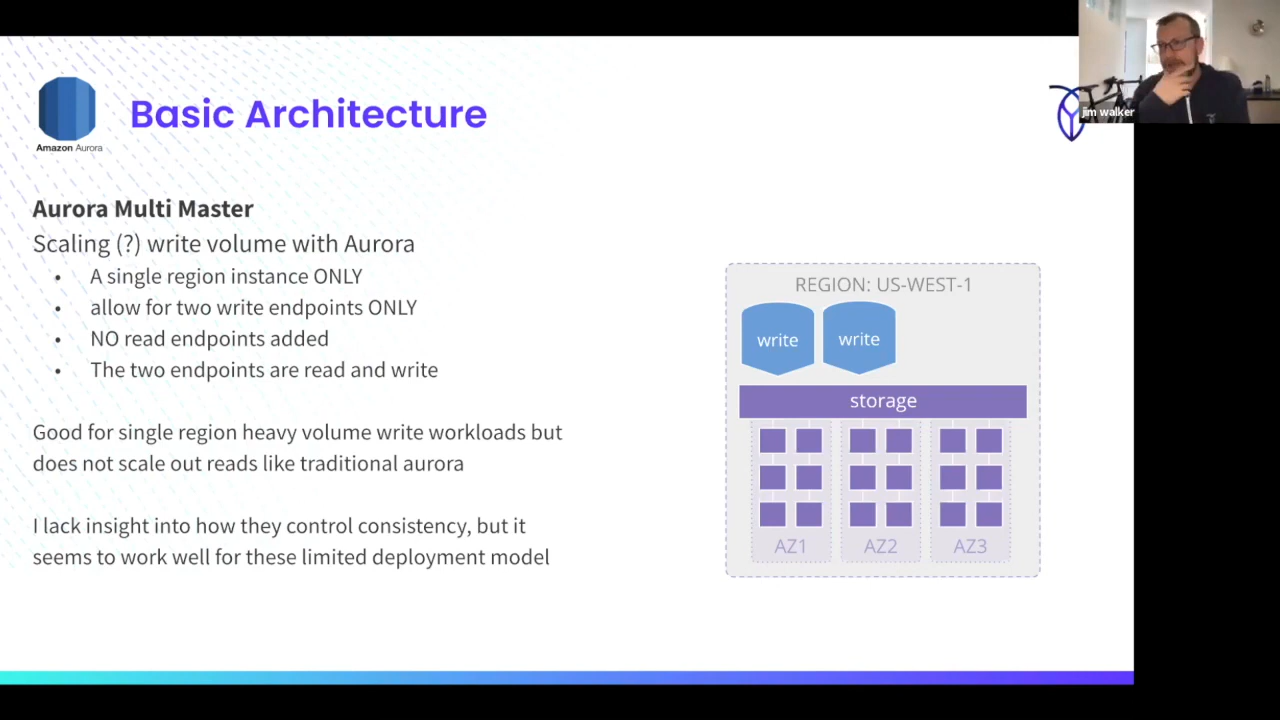 Basic Architecture
Amazon Aurora
jim walker
Aurora Multi Master
Scaling (?) write volume with Aurora
• A single region instance ONLY
• allow for two write endpoints ONLY
• NO read endpoints added
• The two endpoints are read and write
Good for single region heavy volume write workloads but
does not scale out reads like traditional aurora
I lack insight into how they control consistency, but it
seems to work well for these limited deployment model
REGION: US-WEST-1
write write
storage
AZ1 AZ2 AZ3